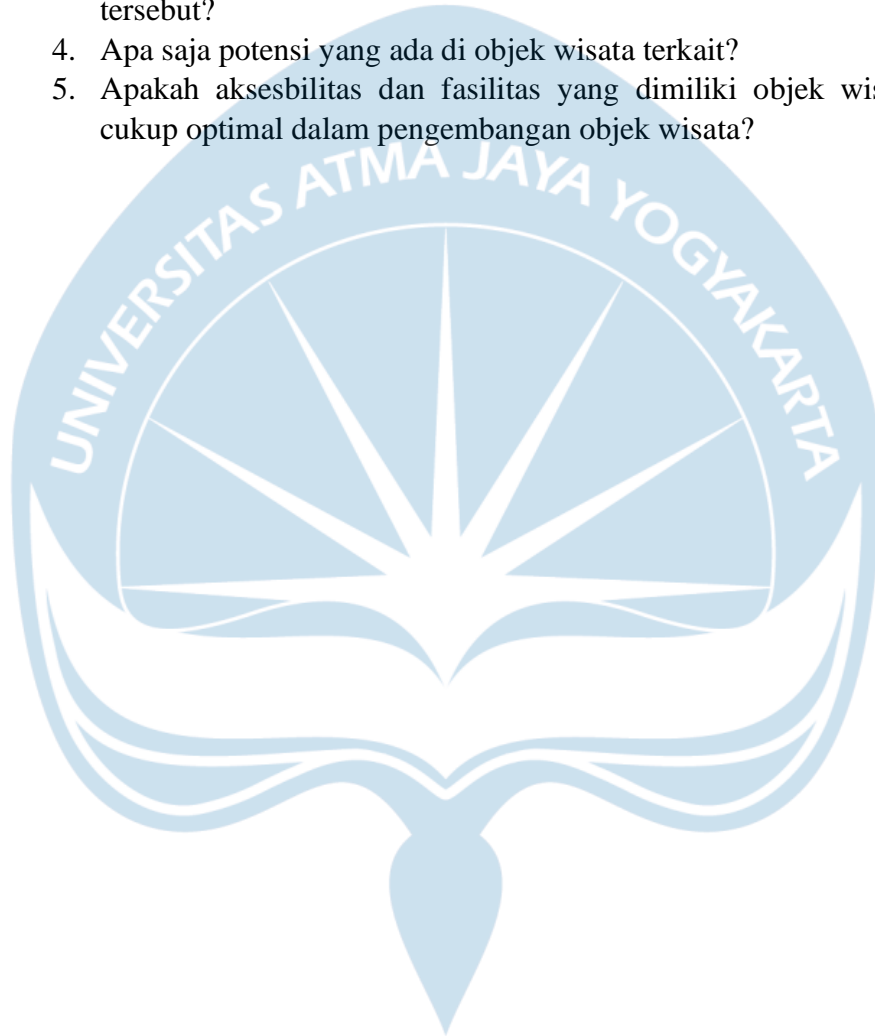 tersebut?
4. Apa saja potensi yang ada di objek wisata terkait?
5. Apakah aksesbilitas dan fasilitas yang dimiliki objek
cukup optimal dalam pengembangan objek wisata?
UNIVERSITAS ATMA JAYA YOGYAKARTA